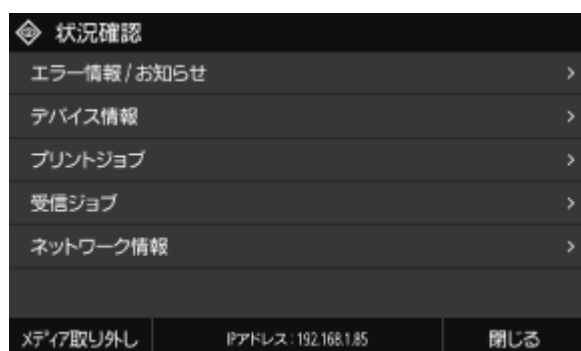 状況確認
エラー情報/お知らせ
デバイス情報
プリントジョブ
受信ジョブ
ネットワーク情報
メディア取り外し
IPアドレス:192.168.1.85
閉じる